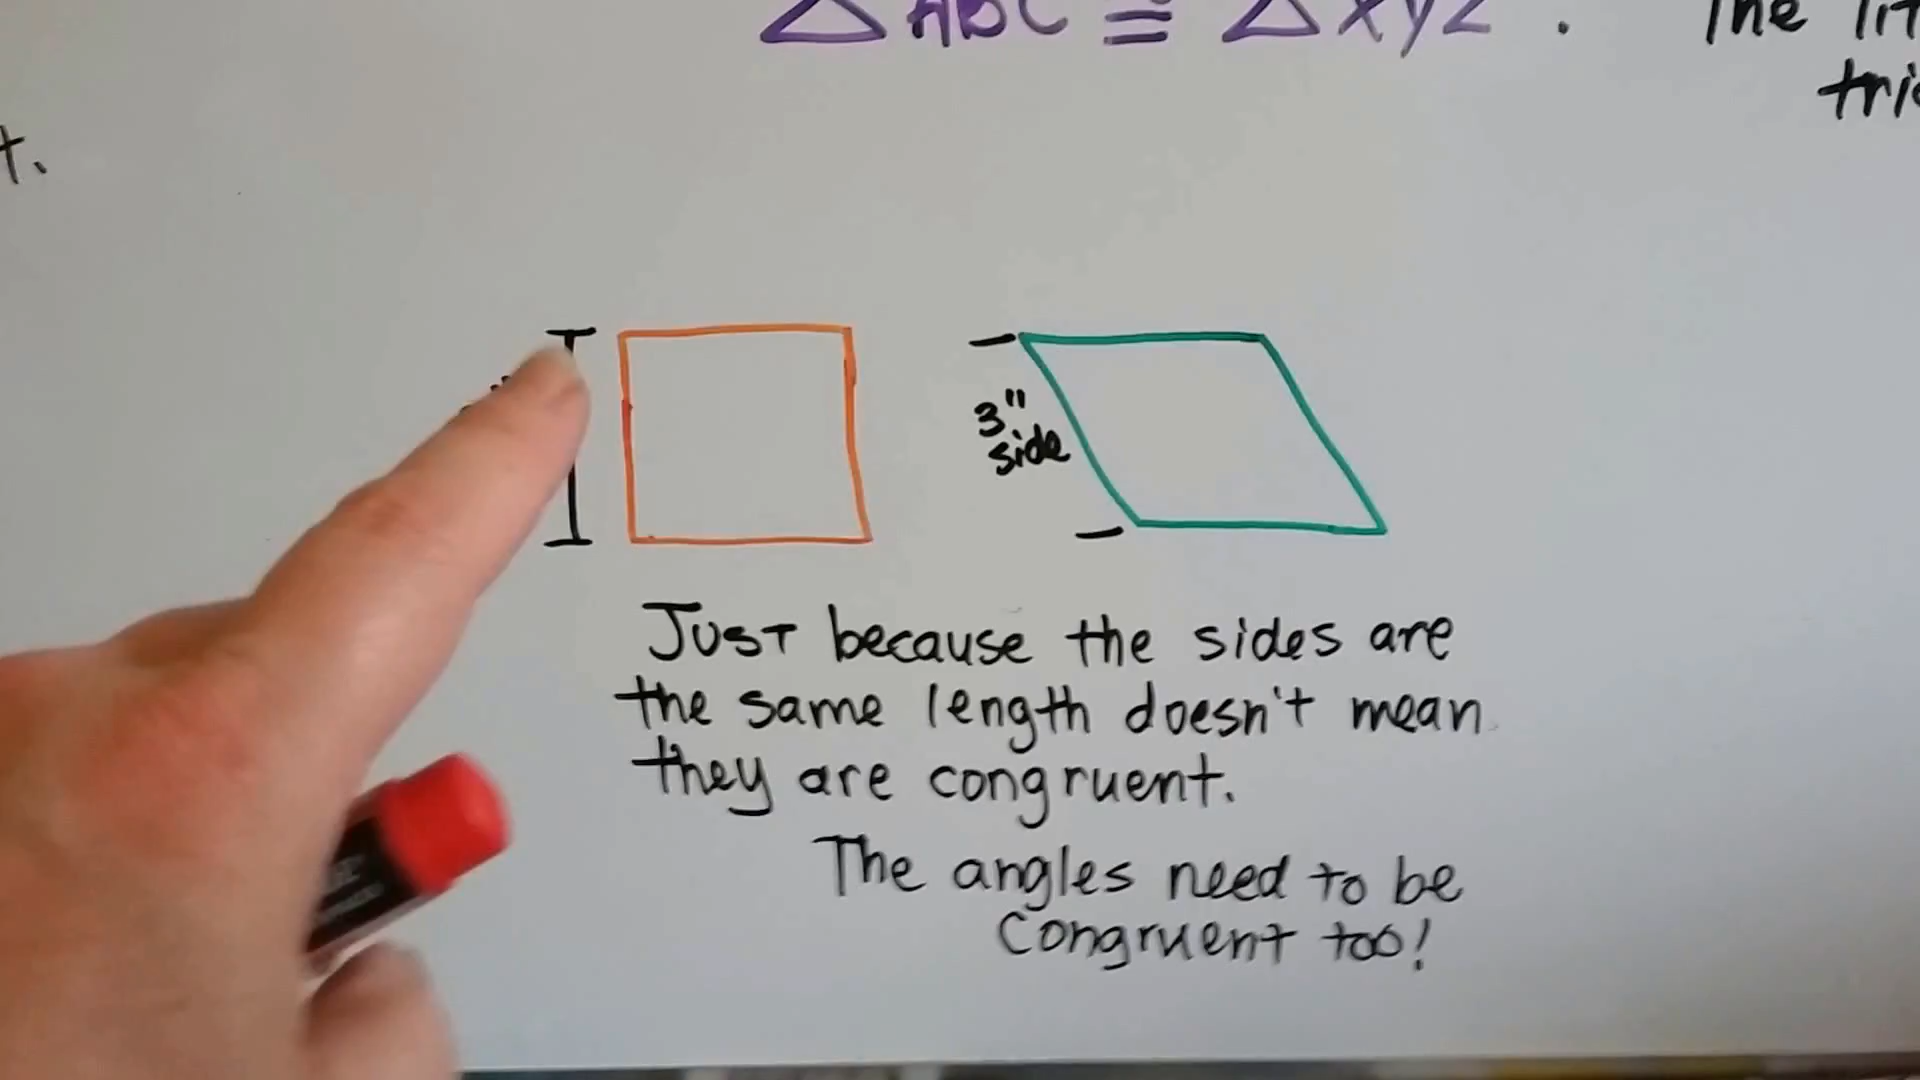 △ABC ≅ △XYZ. The
t.
3"
side
Just because the sides are
the same length doesn't mean
they are congruent.
The angles need to be
congruent too!